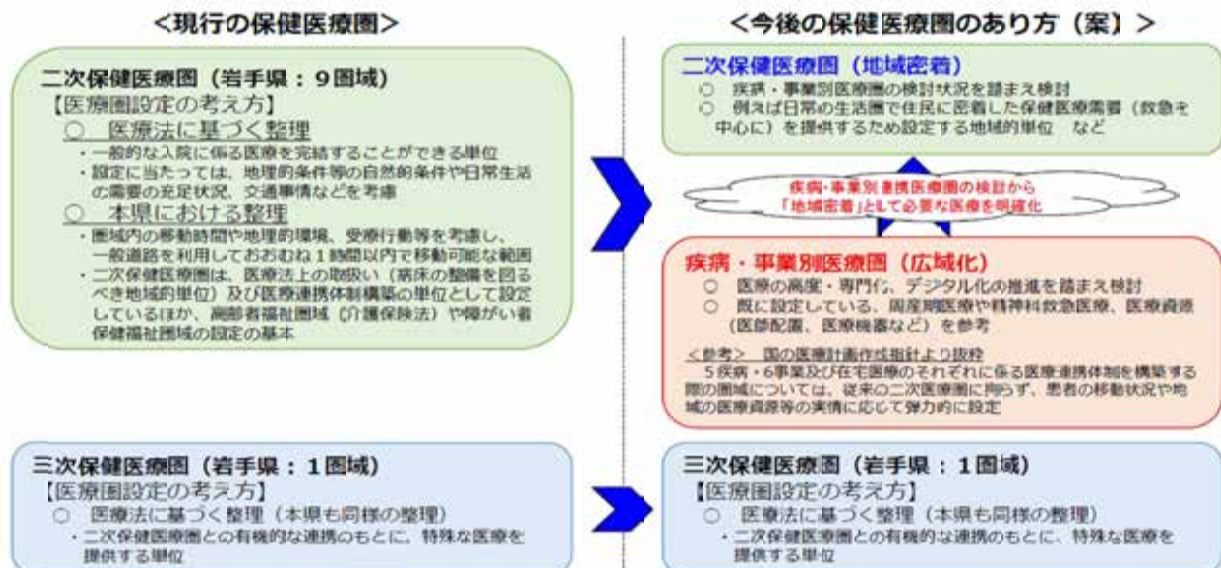 ＜現行の保健医療圏＞
二次保健医療圏（岩手県：９圏域）
【医療圏設定の考え方】
○ 医療法に基づく整理
・一般的な入院に係る医療を完結することができる単位
・設定に当たっては、地理的条件等の自然的条件や日常生活
の需要の充足状況、交通事情などを考慮
○ 本県における整理
・圏域内の移動時間や地理的環境、受療行動等を考慮し、
一般道路を利用しておおむね１時間以内で移動可能な範囲
・二次保健医療圏は、医療法上の取扱い（病床の整備を図る
べき地域的単位）及び医療連携体制構築の単位として設定
しているほか、高齢者福祉圏域（介護保険法）や障がい者
保健福祉圏域の設定の基本
三次保健医療圏（岩手県：１圏域）
【医療圏設定の考え方】
○ 医療法に基づく整理（本県も同様の整理）
・二次保健医療圏との有機的な連携のもとに、特殊な医療を
提供する単位
＜今後の保健医療圏のあり方（案）＞
二次保健医療圏（地域密着）
○ 疾病・事業別医療圏の検討状況を踏まえ検討
○ 例えば日常の生活圏で住民に密着した保健医療需要（救急を
中心に）を提供するため設定する地域的単位 など
疾病・事業別連携医療圏の検討から
「地域密着」として必要な医療を明確化
疾病・事業別医療圏（広域化）
○ 医療の高度・専門化、デジタル化の推進を踏まえ検討
○ 既に設定している、周産期医療や精神科救急医療、医療資源
（医師配置、医療機器など）を参考
＜参考＞ 国の医療計画作成指針より抜粋
５疾病・６事業及び在宅医療のそれぞれに係る医療連携体制を構築する
際の圏域については、従来の二次医療圏に拘らず、患者の移動状況や地
域の医療資源等の実情に応じて弾力的に設定
三次保健医療圏（岩手県：１圏域）
【医療圏設定の考え方】
○ 医療法に基づく整理（本県も同様の整理）
・二次保健医療圏との有機的な連携のもとに、特殊な医療を
提供する単位